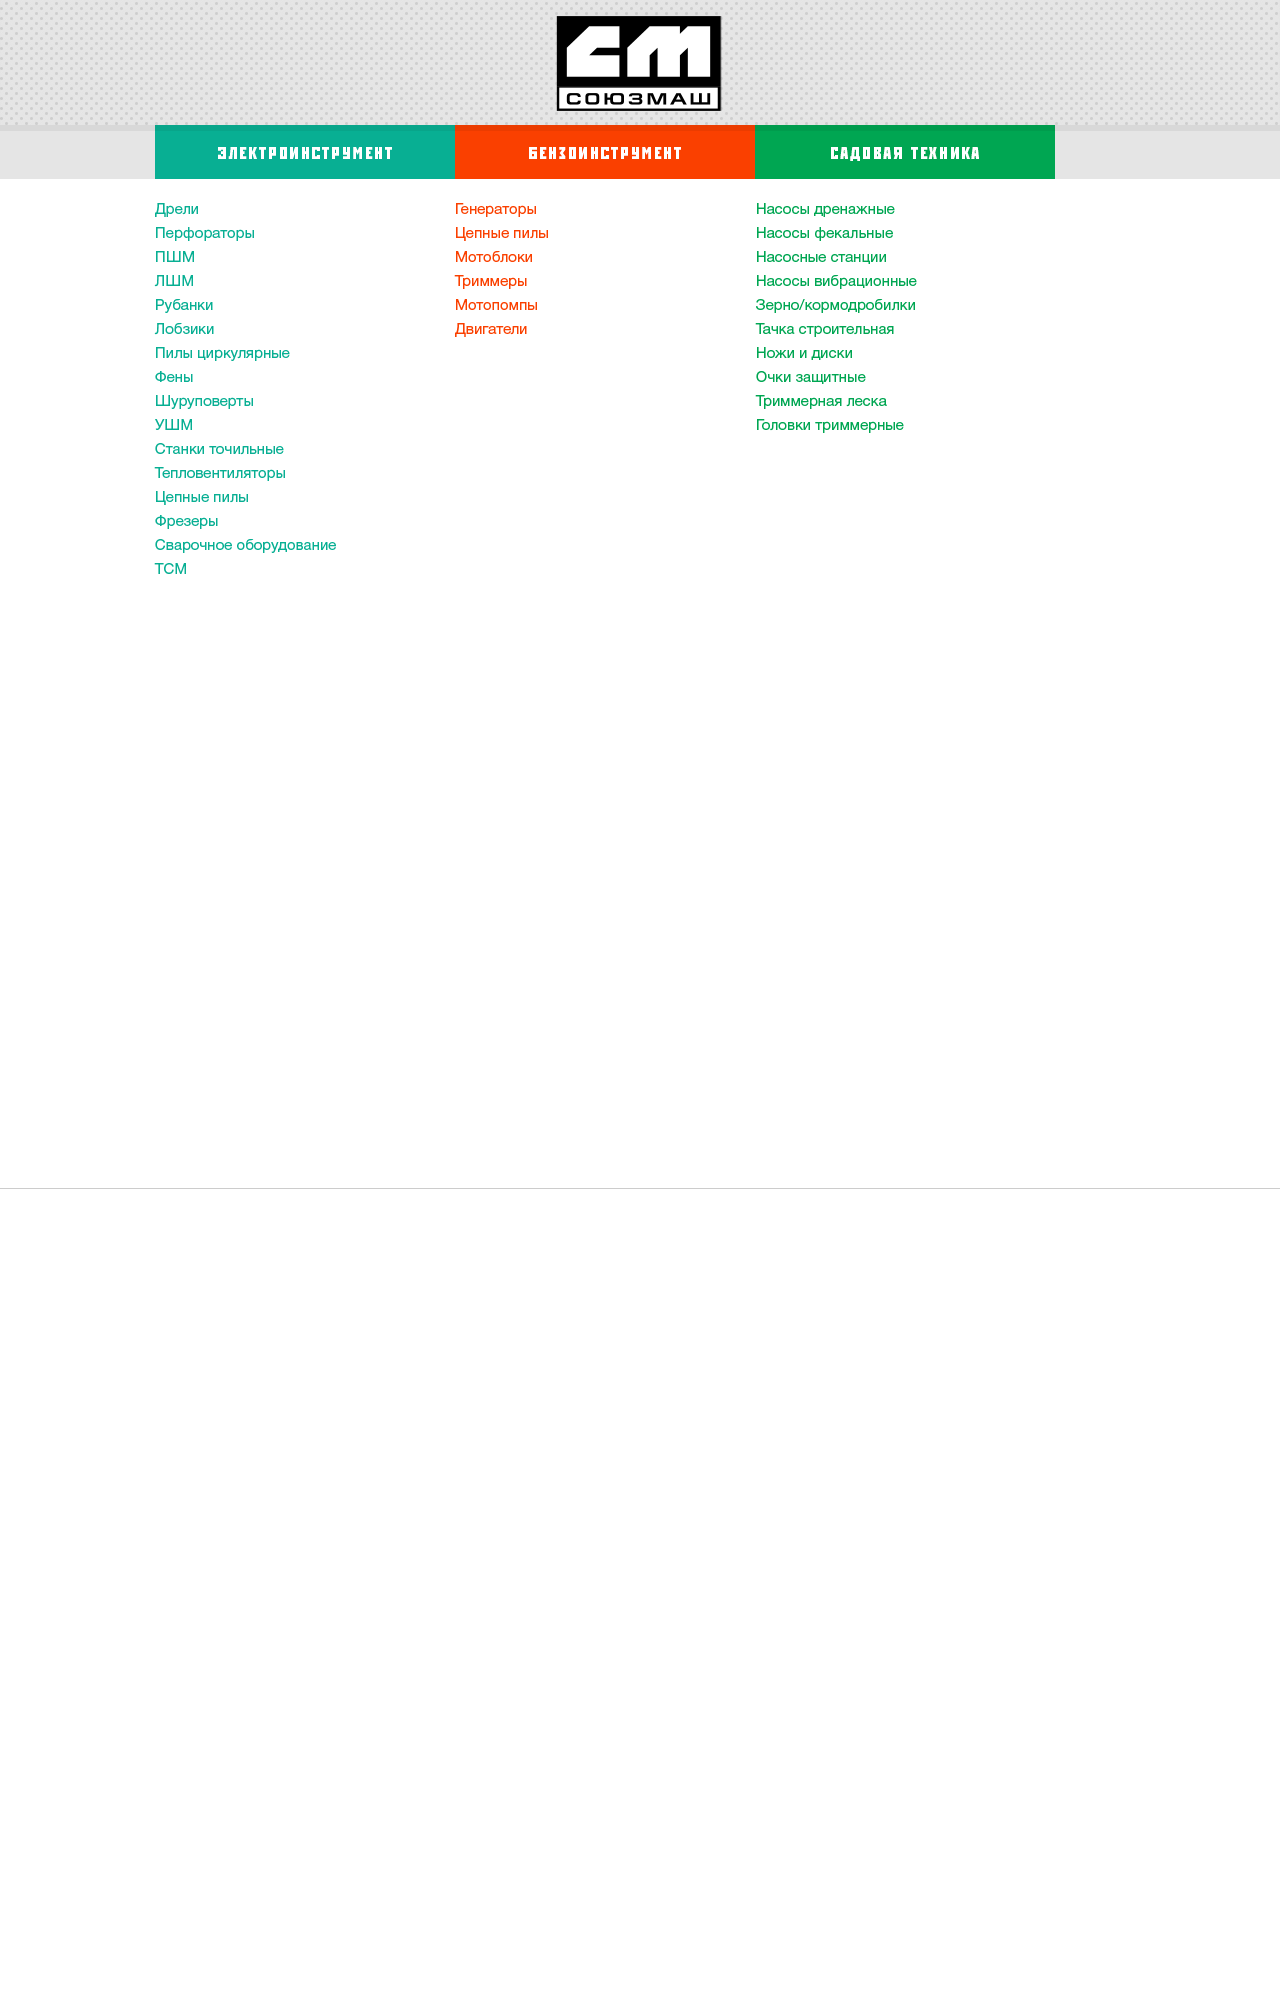 СМ
СОЮЗМАШ
ЭЛЕКТРОИНСТРУМЕНТ
БЕНЗОИНСТРУМЕНТ
САДОВАЯ ТЕХНИКА
Дрели
Перфораторы
ПШМ
ЛШМ
Рубанки
Лобзики
Пилы циркулярные
Фены
Шуруповерты
УШМ
Станки точильные
Тепловентиляторы
Цепные пилы
Фрезеры
Сварочное оборудование
ТСМ
Генераторы
Цепные пилы
Мотоблоки
Триммеры
Мотопомпы
Двигатели
Насосы дренажные
Насосы фекальные
Насосные станции
Насосы вибрационные
Зерно/кормодробилки
Тачка строительная
Ножи и диски
Очки защитные
Триммерная леска
Головки триммерные